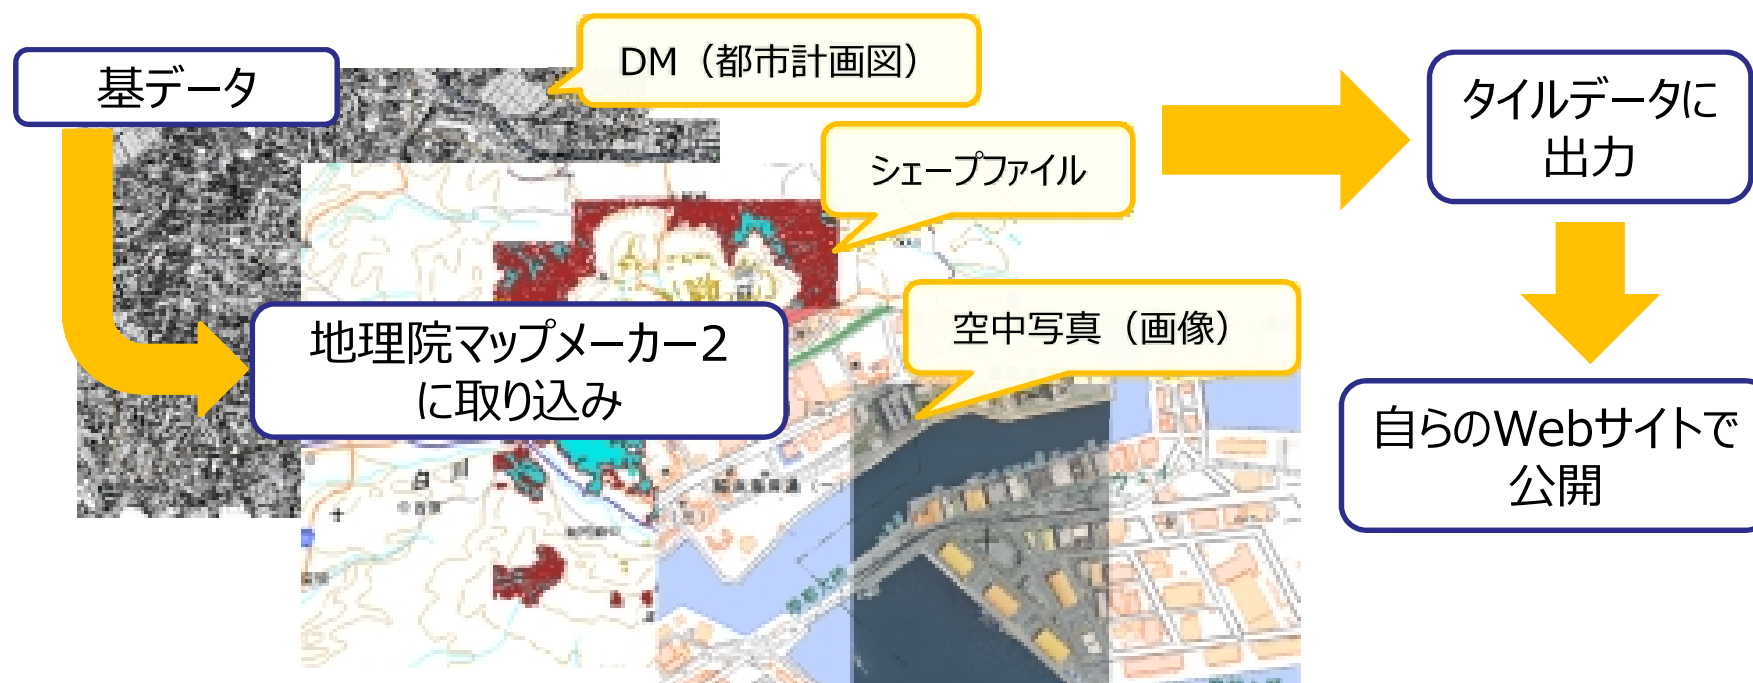 基データ
DM（都市計画図）
シェープファイル
空中写真（画像）
地理院マップメーカー2
に取り込み
タイルデータに
出力
自らのWebサイトで
公開